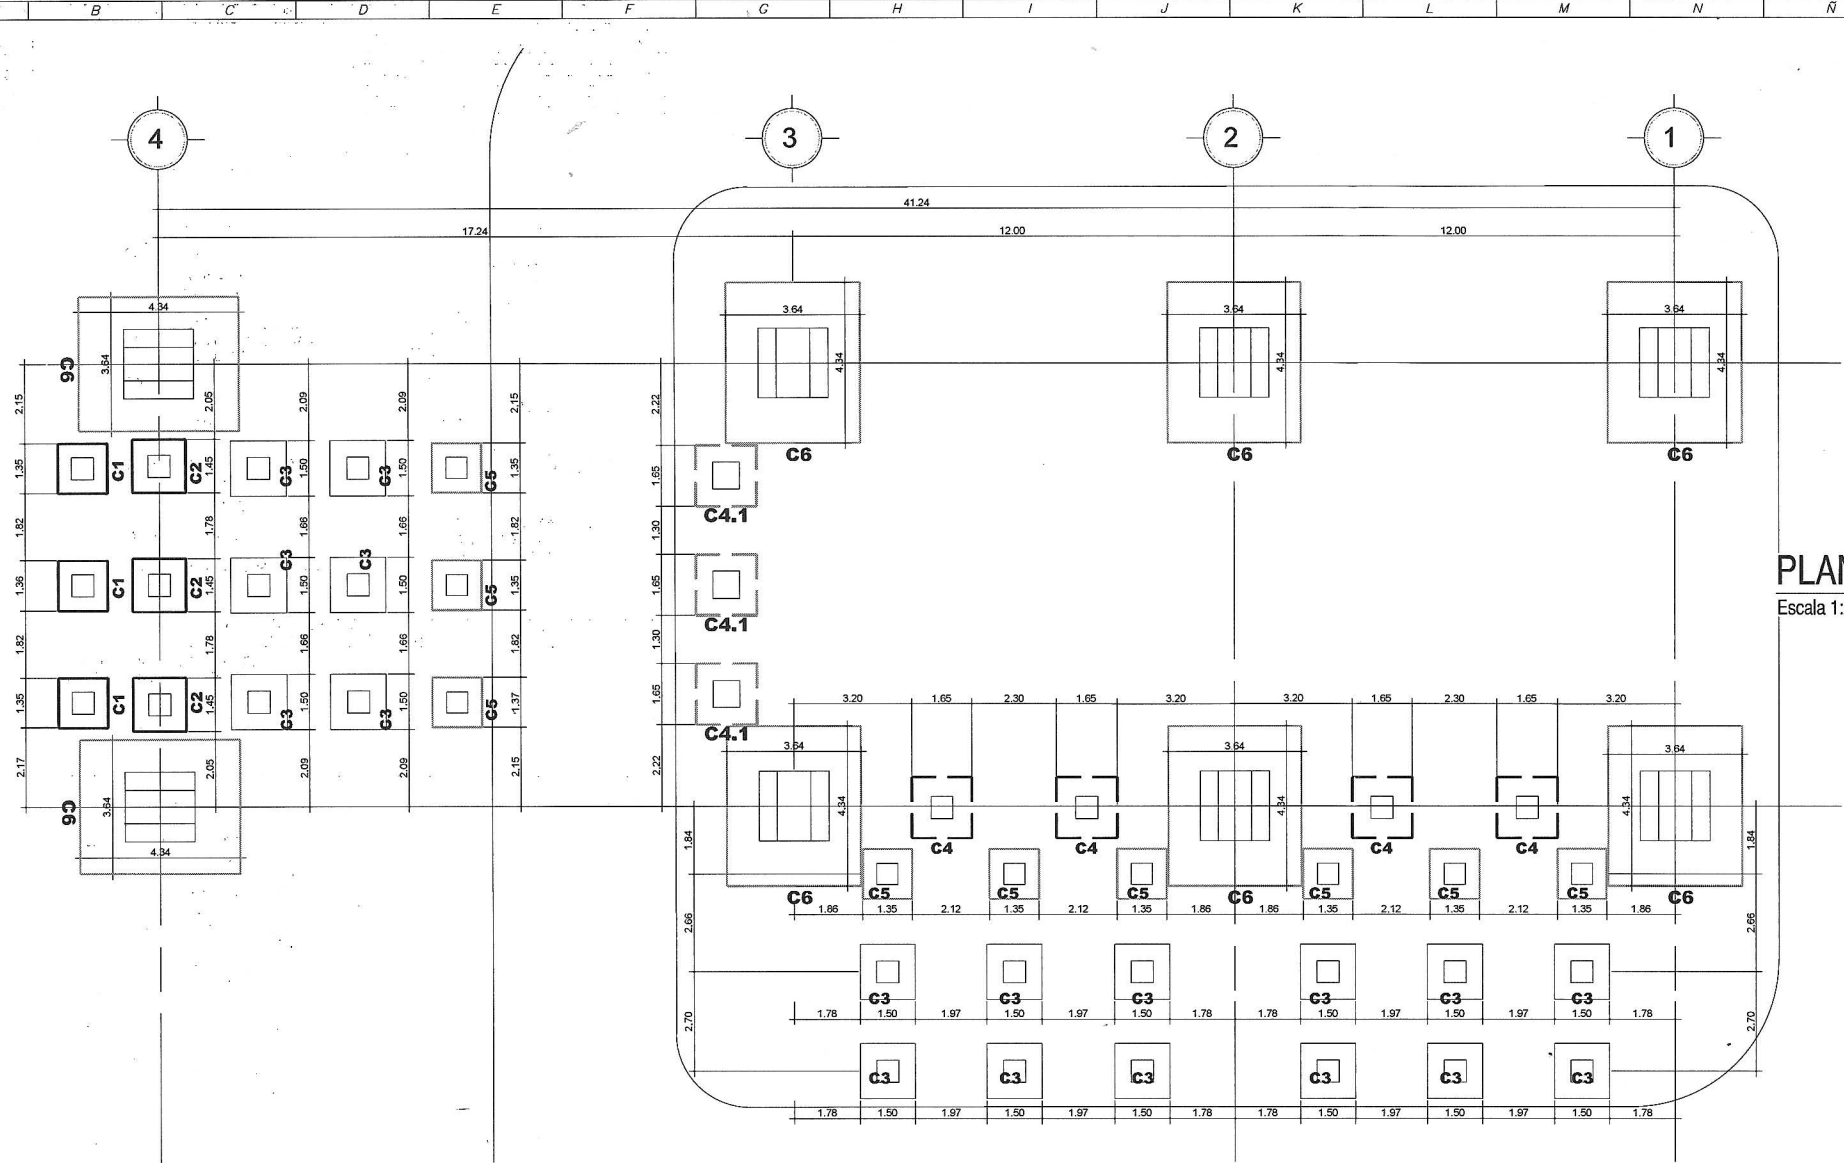 B C D E F G H I J K L M N Ñ
4 3 2 1
41.24
17.24 12.00 12.00
4.34 3.64 3.64 3.64
C6 3.64 4.34 4.34 4.34
2.15 2.05 2.09 2.09 2.15 2.22
C6 C6 C6
1.35 C1 C2 1.45 C3 1.50 C3 1.50 C5 1.35 1.65
C4.1
1.82 1.78 1.66 1.66 1.82 1.30
1.36 C1 C2 1.45 C3 1.50 C3 1.50 C5 1.35 1.65
PLAN
Escala 1:
C4.1
1.82 1.78 1.66 1.66 1.82 1.30
1.35 C1 C2 1.45 C3 1.50 C3 1.50 C5 1.37 1.65
3.20 1.65 2.30 1.65 3.20 3.20 1.65 2.30 1.65 3.20
C4.1
3.64 3.64 3.64
2.17 2.05 2.09 2.09 2.15 2.22
C6 3.64 4.34 4.34 4.34
4.34
1.84 C4 C4 C4 C4 1.84
C6 C5 C5 C5 C6 C5 C5 C5 C6
1.86 1.35 2.12 1.35 2.12 1.35 1.86 1.86 1.35 2.12 1.35 2.12 1.35 1.86
2.66 2.66
C3 C3 C3 C3 C3 C3
1.78 1.50 1.97 1.50 1.97 1.50 1.78 1.78 1.50 1.97 1.50 1.97 1.50 1.78
2.70 2.70
C3 C3 C3 C3 C3 C3
1.78 1.50 1.97 1.50 1.97 1.50 1.78 1.78 1.50 1.97 1.50 1.97 1.50 1.78